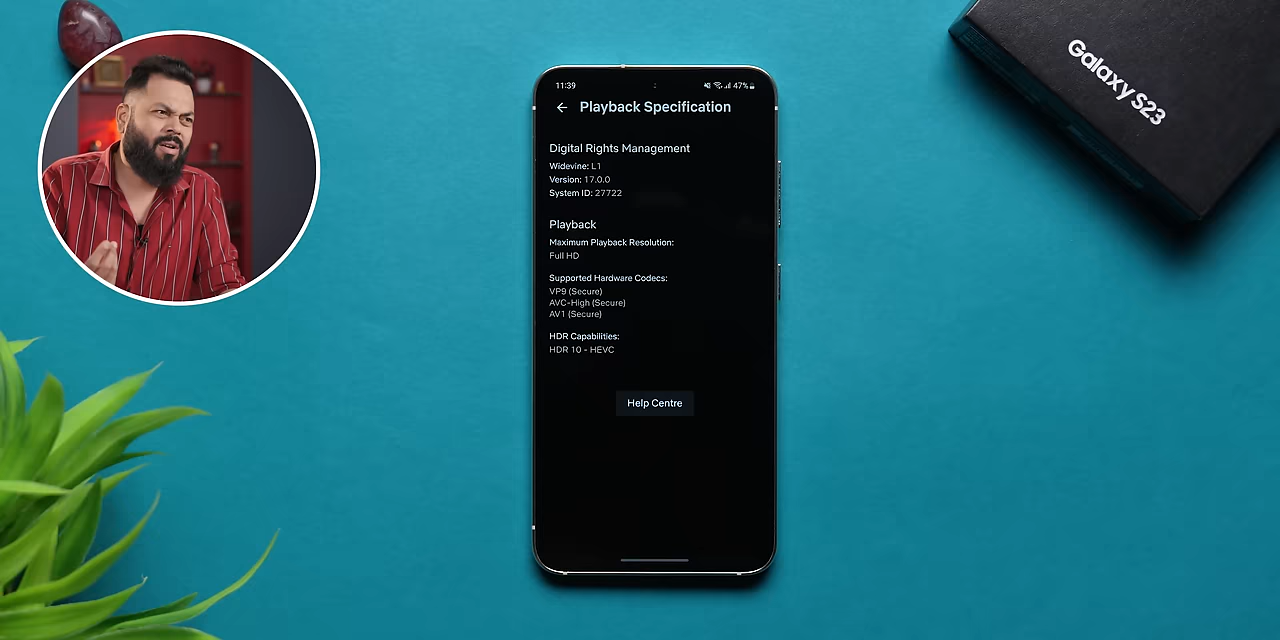 11:39
47%
Playback Specification
Digital Rights Management
Widevine: L1
Version: 17.0.0
System ID: 27722
Playback
Maximum Playback Resolution:
Full HD
Supported Hardware Codecs:
VP9 (Secure)
AVC-High (Secure)
AV1 (Secure)
HDR Capabilities:
HDR 10 - HEVC
Help Centre
Galaxy S23